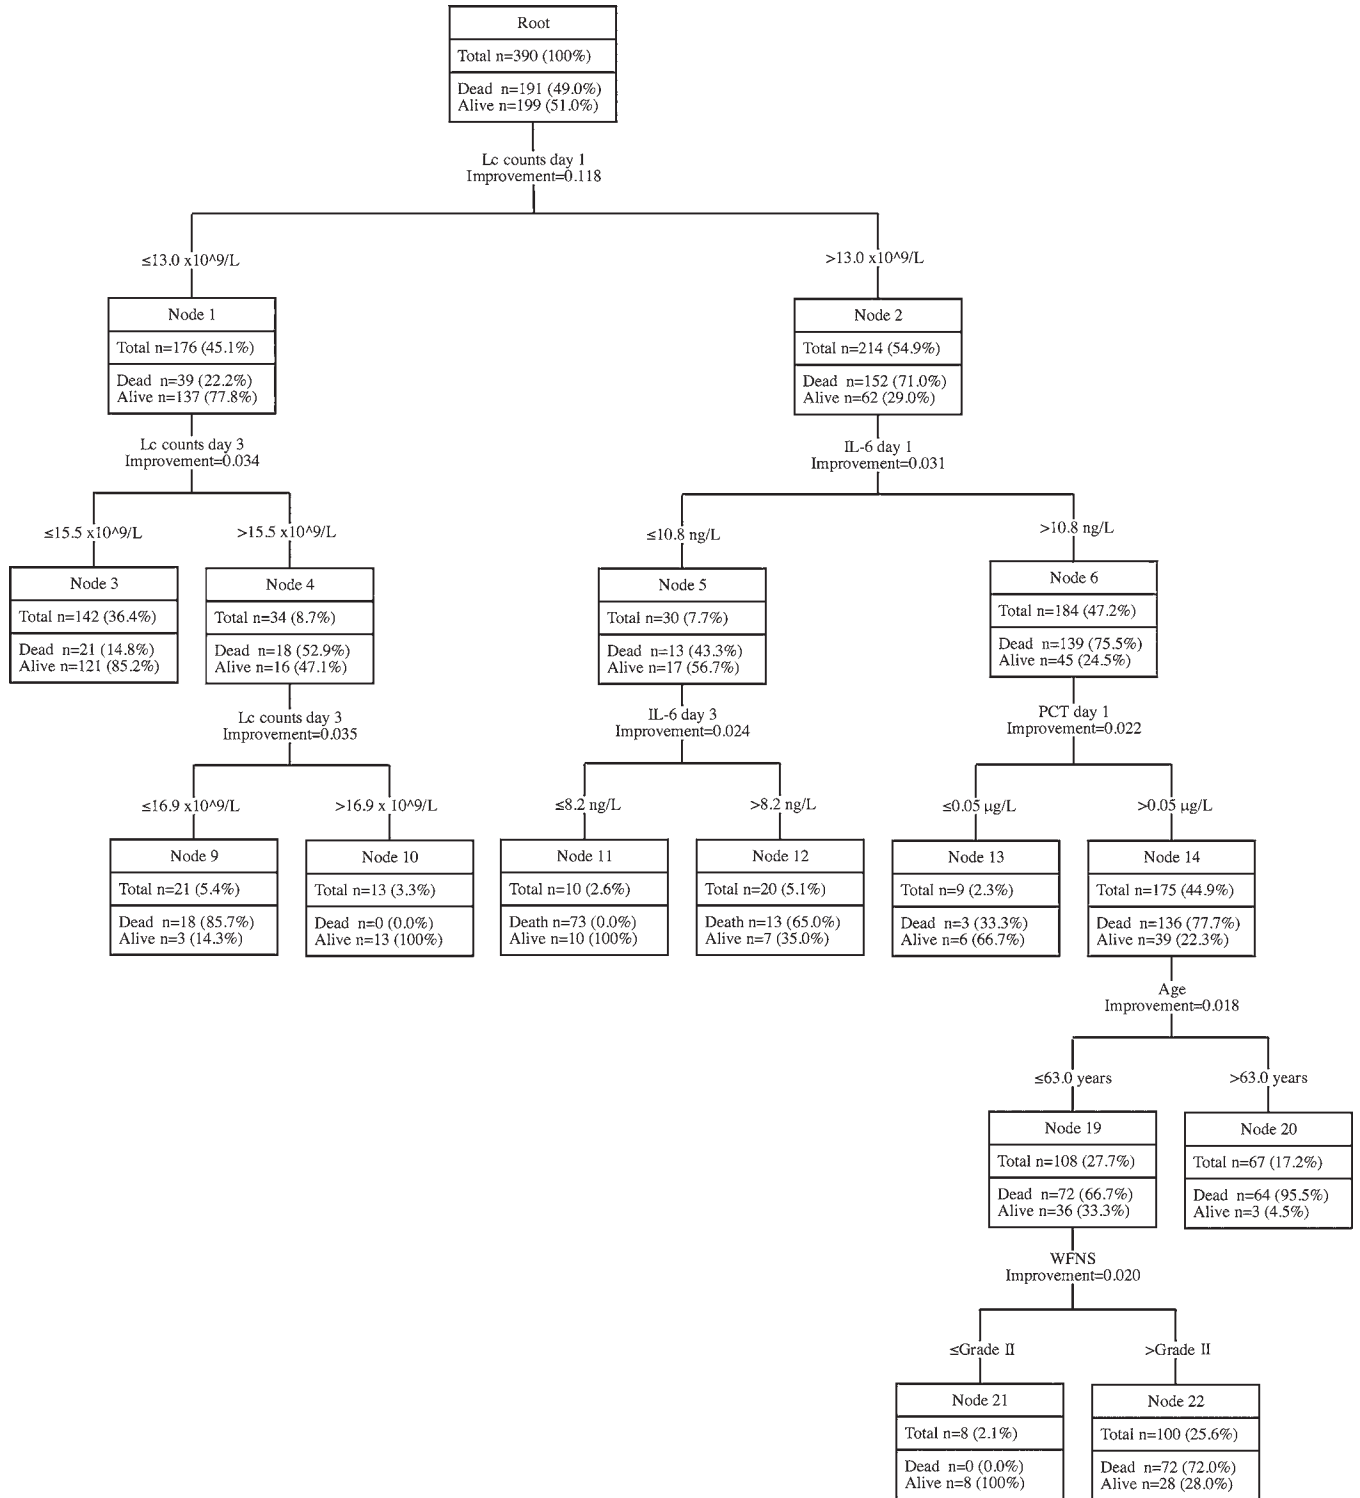 Root
Total n=390 (100%)
Dead n=191 (49.0%)
Alive n=199 (51.0%)
Lc counts day 1
Improvement=0.118
≤13.0 x10^9/L
>13.0 x10^9/L
Node 1
Total n=176 (45.1%)
Dead n=39 (22.2%)
Alive n=137 (77.8%)
Node 2
Total n=214 (54.9%)
Dead n=152 (71.0%)
Alive n=62 (29.0%)
Lc counts day 3
Improvement=0.034
IL-6 day 1
Improvement=0.031
≤15.5 x10^9/L
>15.5 x10^9/L
≤10.8 ng/L
>10.8 ng/L
Node 3
Total n=142 (36.4%)
Dead n=21 (14.8%)
Alive n=121 (85.2%)
Node 4
Total n=34 (8.7%)
Dead n=18 (52.9%)
Alive n=16 (47.1%)
Node 5
Total n=30 (7.7%)
Dead n=13 (43.3%)
Alive n=17 (56.7%)
Node 6
Total n=184 (47.2%)
Dead n=139 (75.5%)
Alive n=45 (24.5%)
Lc counts day 3
Improvement=0.035
IL-6 day 3
Improvement=0.024
PCT day 1
Improvement=0.022
≤16.9 x10^9/L
>16.9 x 10^9/L
≤8.2 ng/L
>8.2 ng/L
≤0.05 µg/L
>0.05 µg/L
Node 9
Total n=21 (5.4%)
Dead n=18 (85.7%)
Alive n=3 (14.3%)
Node 10
Total n=13 (3.3%)
Dead n=0 (0.0%)
Alive n=13 (100%)
Node 11
Total n=10 (2.6%)
Death n=73 (0.0%)
Alive n=10 (100%)
Node 12
Total n=20 (5.1%)
Death n=13 (65.0%)
Alive n=7 (35.0%)
Node 13
Total n=9 (2.3%)
Dead n=3 (33.3%)
Alive n=6 (66.7%)
Node 14
Total n=175 (44.9%)
Dead n=136 (77.7%)
Alive n=39 (22.3%)
Age
Improvement=0.018
≤63.0 years
>63.0 years
Node 19
Total n=108 (27.7%)
Dead n=72 (66.7%)
Alive n=36 (33.3%)
Node 20
Total n=67 (17.2%)
Dead n=64 (95.5%)
Alive n=3 (4.5%)
WFNS
Improvement=0.020
≤Grade II
>Grade II
Node 21
Total n=8 (2.1%)
Dead n=0 (0.0%)
Alive n=8 (100%)
Node 22
Total n=100 (25.6%)
Dead n=72 (72.0%)
Alive n=28 (28.0%)